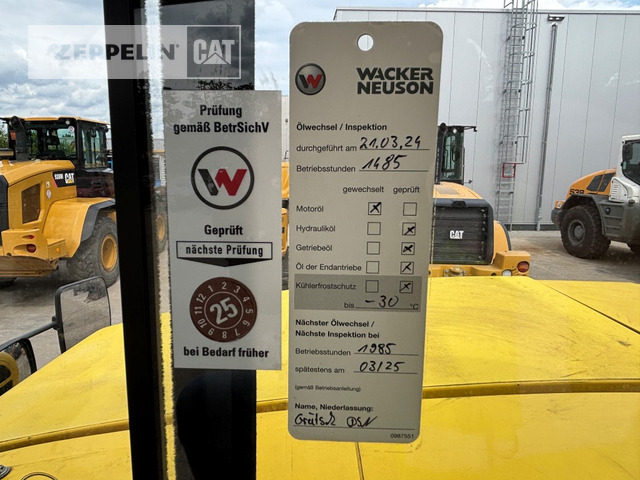 ZEPPELIN CAT
Prüfung
gemäß BetrSichV
Geprüft
nächste Prüfung
25
bei Bedarf früher
WACKER
NEUSON
Ölwechsel / Inspektion
durchgeführt am 21.03.24
Betriebsstunden 1485
gewechselt geprüft
Motoröl
Hydrauliköl
Getriebeöl
Öl der Endantriebe
Kühlerfrostschutz
bis -30 °C
Nächster Ölwechsel /
Nächste Inspektion bei
Betriebsstunden 1985
spätestens am 03/25
(gemäß Betriebsanleitung)
Name, Niederlassung:
0987551
CAT
CAT